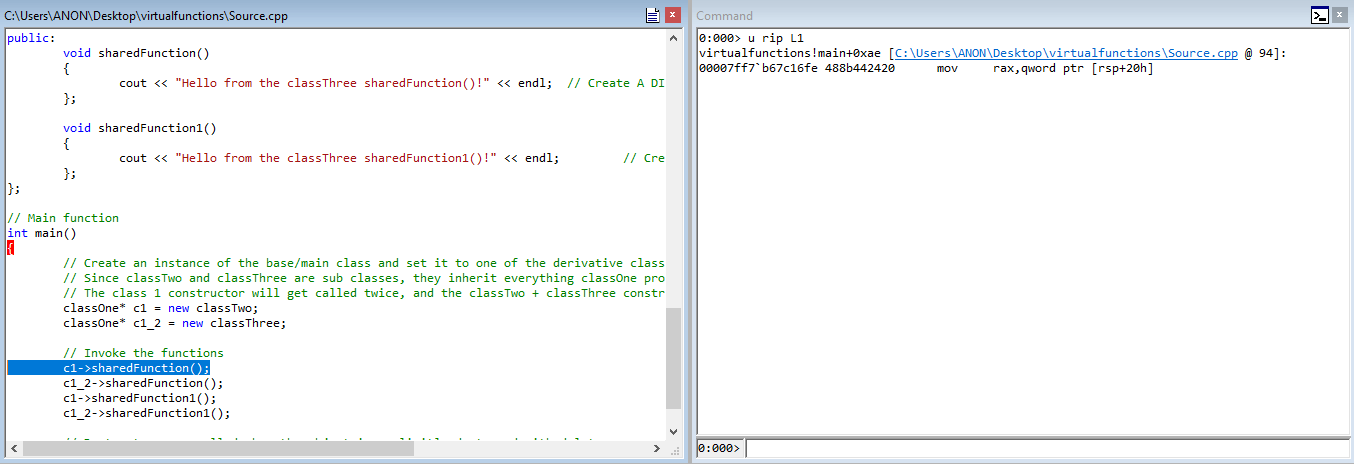 C:\Users\ANON\Desktop\virtualfunctions\Source.cpp
public:
void sharedFunction()
{
cout << "Hello from the classThree sharedFunction()!" << endl; // Create A DI
};
void sharedFunction1()
{
cout << "Hello from the classThree sharedFunction1()!" << endl; // Cre
};
};
// Main function
int main()
{
// Create an instance of the base/main class and set it to one of the derivative class
// Since classTwo and classThree are sub classes, they inherit everything classOne pro
// The class 1 constructor will get called twice, and the classTwo + classThree constr
classOne* c1 = new classTwo;
classOne* c1_2 = new classThree;
// Invoke the functions
c1->sharedFunction();
c1_2->sharedFunction();
c1->sharedFunction1();
c1_2->sharedFunction1();
Command
0:000> u rip L1
virtualfunctions!main+0xae [C:\Users\ANON\Desktop\virtualfunctions\Source.cpp @ 94]:
00007ff7`b67c16fe 488b442420 mov rax,qword ptr [rsp+20h]
0:000>